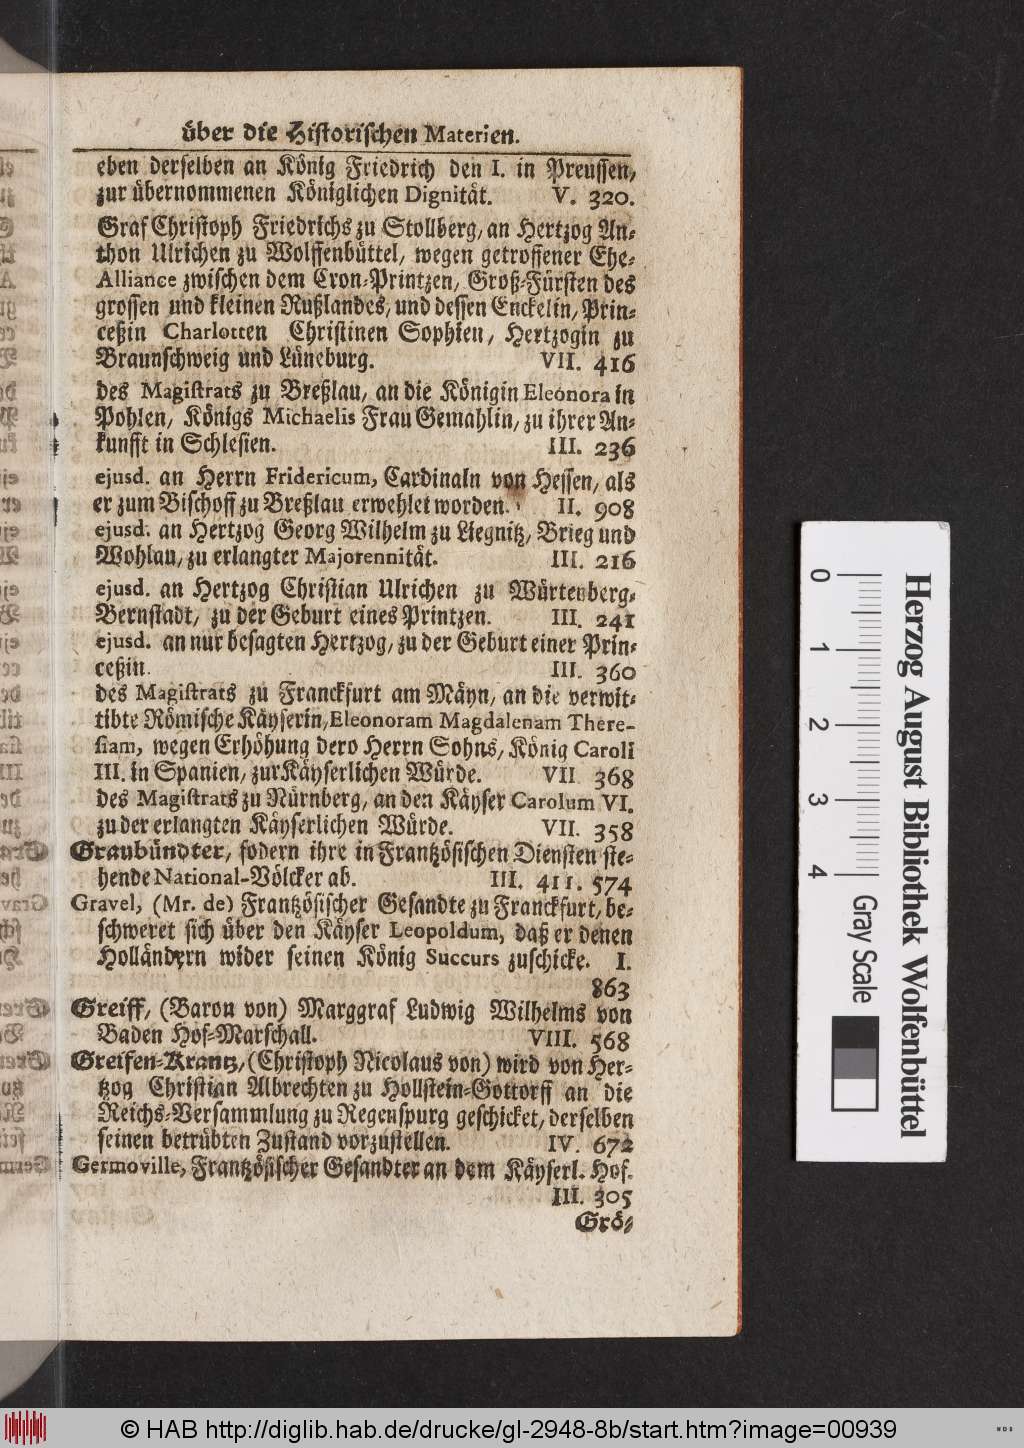 über die Historischen Materien.
eben derselben an König Friedrich den I. in Preussen,
zur übernommenen Königlichen Dignität. V. 320.
Graf Christoph Friedrichs zu Stollberg, an Hertzog An-
thon Ulrichen zu Wolffenbüttel, wegen getroffener Ehe-
Alliance zwischen dem Cron-Printzen, Groß-Fürsten des
grossen und kleinen Rußlandes, und dessen Enckelin, Prin-
ceßin Charlotten Christinen Sophien, Hertzogin zu
Braunschweig und Lüneburg. VII. 416
des Magistrats zu Breßlau, an die Königin Eleonora in
Pohlen, Königs Michaelis Frau Gemahlin, zu ihrer An-
kunfft in Schlesien. III. 236
ejusd. an Herrn Fridericum, Cardinaln von Hessen, als
er zum Bischoff zu Breßlau erwehlet worden. II. 908
ejusd. an Hertzog Georg Wilhelm zu Liegnitz, Brieg und
Wohlau, zu erlangter Majorennität. III. 216
ejusd. an Hertzog Christian Ulrichen zu Würtenberg-
Bernstadt, zu der Geburt eines Printzen. III. 241
ejusd. an nur besagten Hertzog, zu der Geburt einer Prin-
ceßin. III. 360
des Magistrats zu Franckfurt am Mäyn, an die verwit-
tibte Römische Käyserin, Eleonoram Magdalenam There-
siam, wegen Erhöhung dero Herrn Sohns, König Caroli
III. in Spanien, zur Käyserlichen Würde. VII 368
des Magistrats zu Nürnberg, an den Käyser Carolum VI.
zu der erlangten Käyserlichen Würde. VII. 358
Graubündter, fodern ihre in Frantzösischen Diensten ste-
hende National-Völcker ab. III. 411. 574
Gravel, (Mr. de) Frantzösischer Gesandte zu Franckfurt, be-
schweret sich über den Käyser Leopoldum, daß er denen
Holländern wider seinen König Succurs zuschicke. I.
863
Greiff, (Baron von) Marggraf Ludwig Wilhelms von
Baden Hof-Marschall. VIII. 568
Greifen-Krantz, (Christoph Nicolaus von) wird von Her-
tzog Christian Albrechten zu Hollstein-Gottorff an die
Reichs-Versammlung zu Regenspurg geschicket, derselben
seinen betrübten Zustand vorzustellen. IV. 672
Germoville, Frantzösischer Gesandter an dem Käyserl. Hof.
III. 305
Grö-
0 1 2 3 4
Gray Scale
Herzog August Bibliothek Wolfenbüttel
© HAB http://diglib.hab.de/drucke/gl-2948-8b/start.htm?image=00939